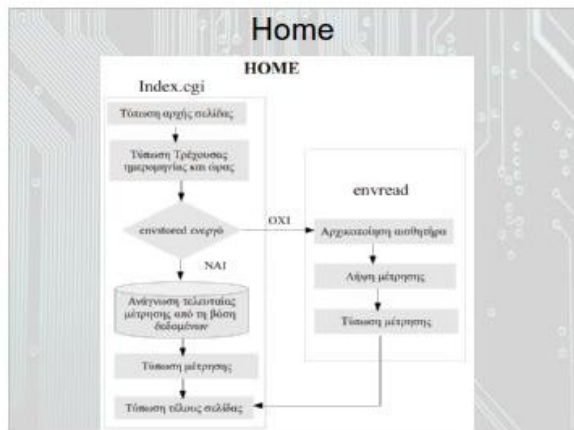 Home
HOME
Index.cgi
Τύπωση αρχής σελίδας
Τύπωση Τρέχουσας
ημερομηνίας και ώρας
envstored ενεργό
ΟΧΙ
ΝΑΙ
Ανάγνωση τελευταίας
μέτρησης από τη βάση
δεδομένων
Τύπωση μέτρησης
Τύπωση τέλους σελίδας
envread
Αρχικοποίηση αισθητήρα
Λήψη μέτρησης
Τύπωση μέτρησης